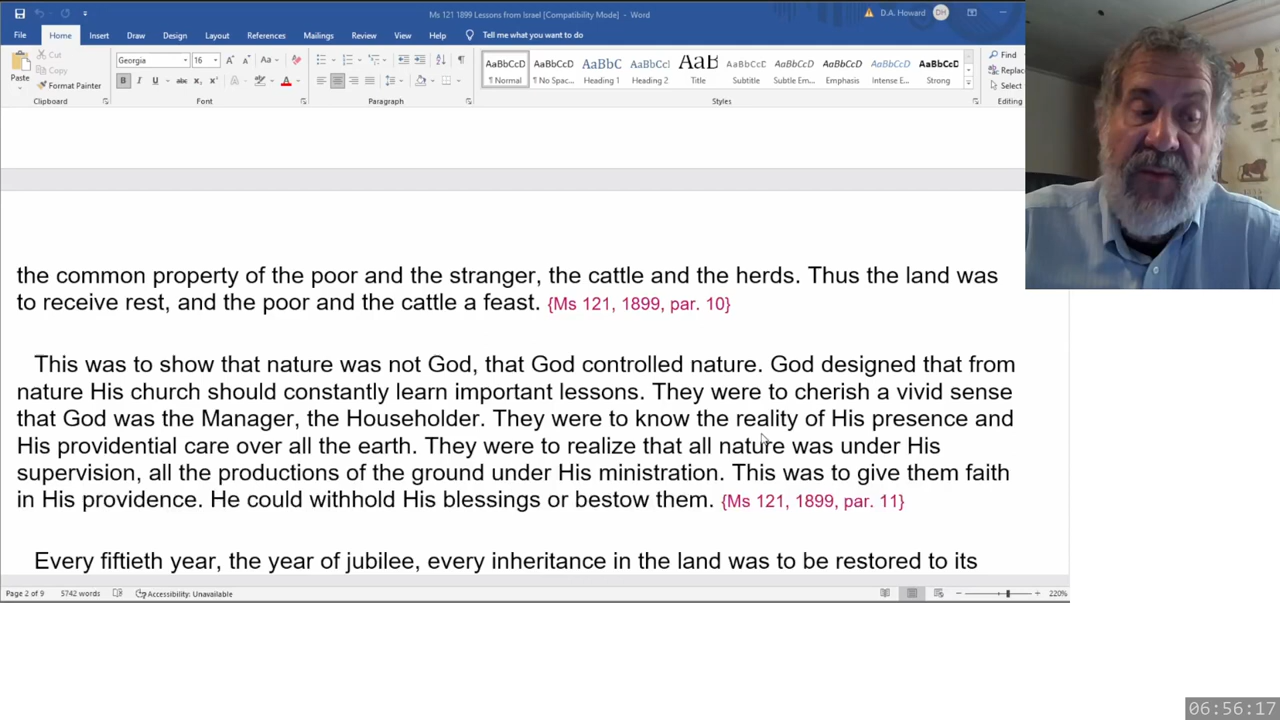 Ms 121 1899 Lessons from Israel [Compatibility Mode] - Word
D.A. Howard
DH
File Home Insert Draw Design Layout References Mailings Review View Help Tell me what you want to do
Paste
Cut
Copy
Format Painter
Georgia 16
AaBbCcD AaBbCcD AaBbC AaBbCcI AaB AaBbCcD AaBbCcD AaBbCcD AaBbCcD AaBbCcD
¶ Normal ¶ No Spac... Heading 1 Heading 2 Title Subtitle Subtle Em... Emphasis Intense E... Strong
Find
Replac
Select
Clipboard Font Paragraph Styles Editing
the common property of the poor and the stranger, the cattle and the herds. Thus the land was
to receive rest, and the poor and the cattle a feast. {Ms 121, 1899, par. 10}
This was to show that nature was not God, that God controlled nature. God designed that from
nature His church should constantly learn important lessons. They were to cherish a vivid sense
that God was the Manager, the Householder. They were to know the reality of His presence and
His providential care over all the earth. They were to realize that all nature was under His
supervision, all the productions of the ground under His ministration. This was to give them faith
in His providence. He could withhold His blessings or bestow them. {Ms 121, 1899, par. 11}
Every fiftieth year, the year of jubilee, every inheritance in the land was to be restored to its
Page 2 of 9 5742 words Accessibility: Unavailable 220%
06:56:17